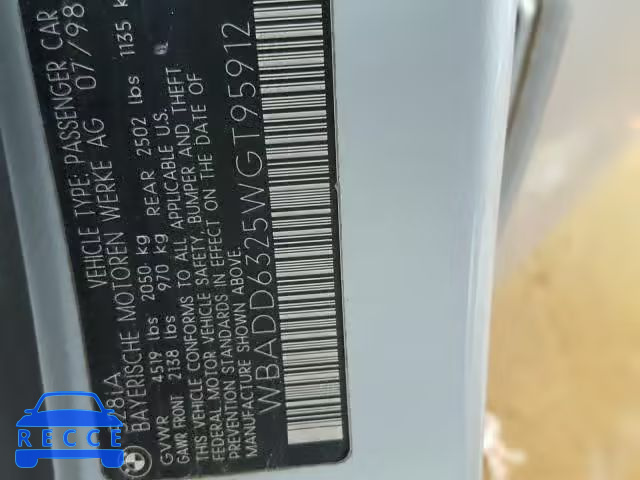 528iA VEHICLE TYPE: PASSENGER CAR
BAYERISCHE MOTOREN WERKE AG 07/98
GVWR 4519 lbs 2050 kg REAR 2502 lbs 1135 k
GAWR FRONT 2138 lbs 970 kg
THIS VEHICLE CONFORMS TO ALL APPLICABLE U.S.
FEDERAL MOTOR VEHICLE SAFETY, BUMPER AND THEFT
PREVENTION STANDARDS IN EFFECT ON THE DATE OF
MANUFACTURE SHOWN ABOVE.
WBADD6325WGT95912
RECCE